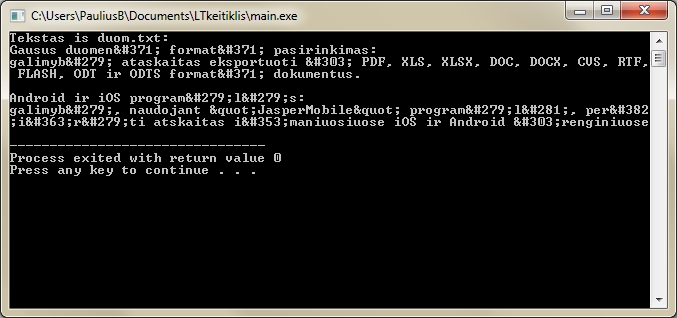 C:\Users\PauliusB\Documents\LTkeitiklis\main.exe
Tekstas is duom.txt:
Gausus duomen&#371; format&#371; pasirinkimas:
galimyb&#279; ataskaitas eksportuoti &#303; PDF, XLS, XLSX, DOC, DOCX, CVS, RTF,
FLASH, ODT ir ODTS format&#371; dokumentus.
Android ir iOS program&#279;l&#279;s:
galimyb&#279;, naudojant &quot;JasperMobile&quot; program&#279;l&#281;, per&#382
;i&#363;r&#279;ti atskaitas i&#353;maniuosiuose iOS ir Android &#303;renginiuose
--------------------------------
Process exited with return value 0
Press any key to continue . . .